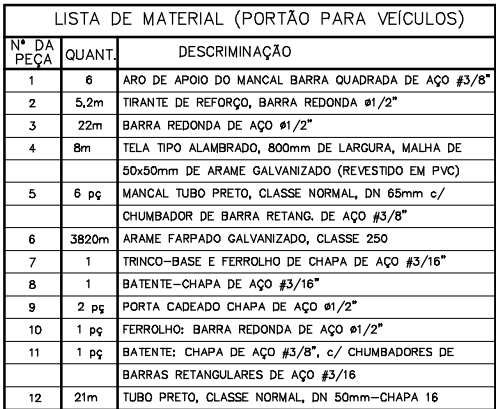 LISTA DE MATERIAL (PORTÃO PARA VEÍCULOS)
Nº DA PEÇA QUANT. DESCRIMINAÇÃO
1 6 ARO DE APOIO DO MANCAL BARRA QUADRADA DE AÇO #3/8"
2 5,2m TIRANTE DE REFORÇO, BARRA REDONDA ø1/2"
3 22m BARRA REDONDA DE AÇO ø1/2"
4 8m TELA TIPO ALAMBRADO, 800mm DE LARGURA, MALHA DE
50x50mm DE ARAME GALVANIZADO (REVESTIDO EM PVC)
5 6 pç MANCAL TUBO PRETO, CLASSE NORMAL, DN 65mm c/
CHUMBADOR DE BARRA RETANG. DE AÇO #3/8"
6 3820m ARAME FARPADO GALVANIZADO, CLASSE 250
7 1 TRINCO-BASE E FERROLHO DE CHAPA DE AÇO #3/16"
8 1 BATENTE-CHAPA DE AÇO #3/16"
9 2 pç PORTA CADEADO CHAPA DE AÇO ø1/2"
10 1 pç FERROLHO: BARRA REDONDA DE AÇO ø1/2"
11 1 pç BATENTE: CHAPA DE AÇO #3/8", c/ CHUMBADORES DE
BARRAS RETANGULARES DE AÇO #3/16
12 21m TUBO PRETO, CLASSE NORMAL, DN 50mm-CHAPA 16